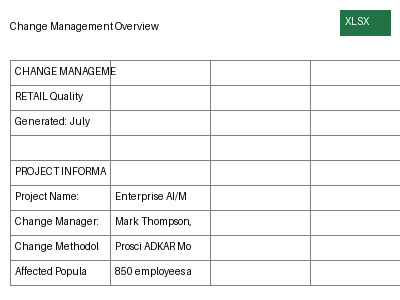 Change Management Overview
XLSX
CHANGE MANAGEME
RETAIL Quality
Generated: July
PROJECT INFORMA
Project Name: Enterprise AI/M
Change Manager: Mark Thompson,
Change Methodol Prosci ADKAR Mo
Affected Popula 850 employees a